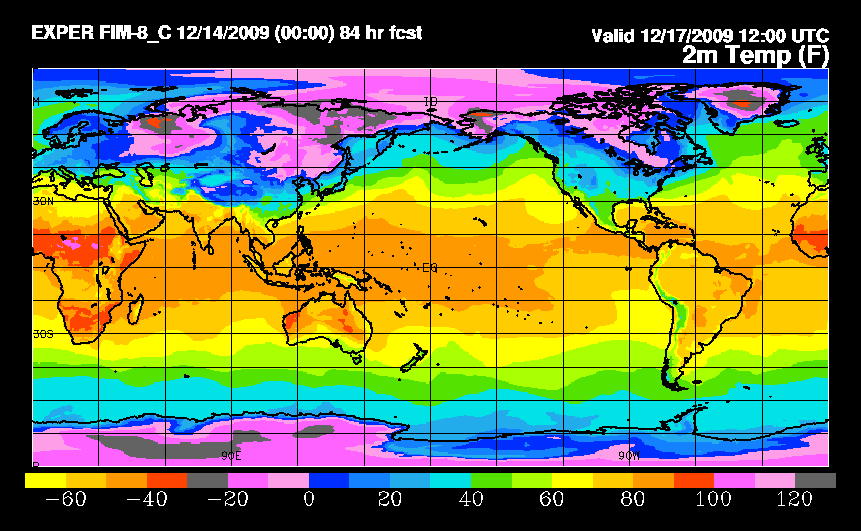 EXPER FIM-8_C 12/14/2009 (00:00) 84 hr fcst
Valid 12/17/2009 12:00 UTC
2m Temp (F)
ID
30N
EQ
30S
90E
90W
-60 -40 -20 0 20 40 60 80 100 120